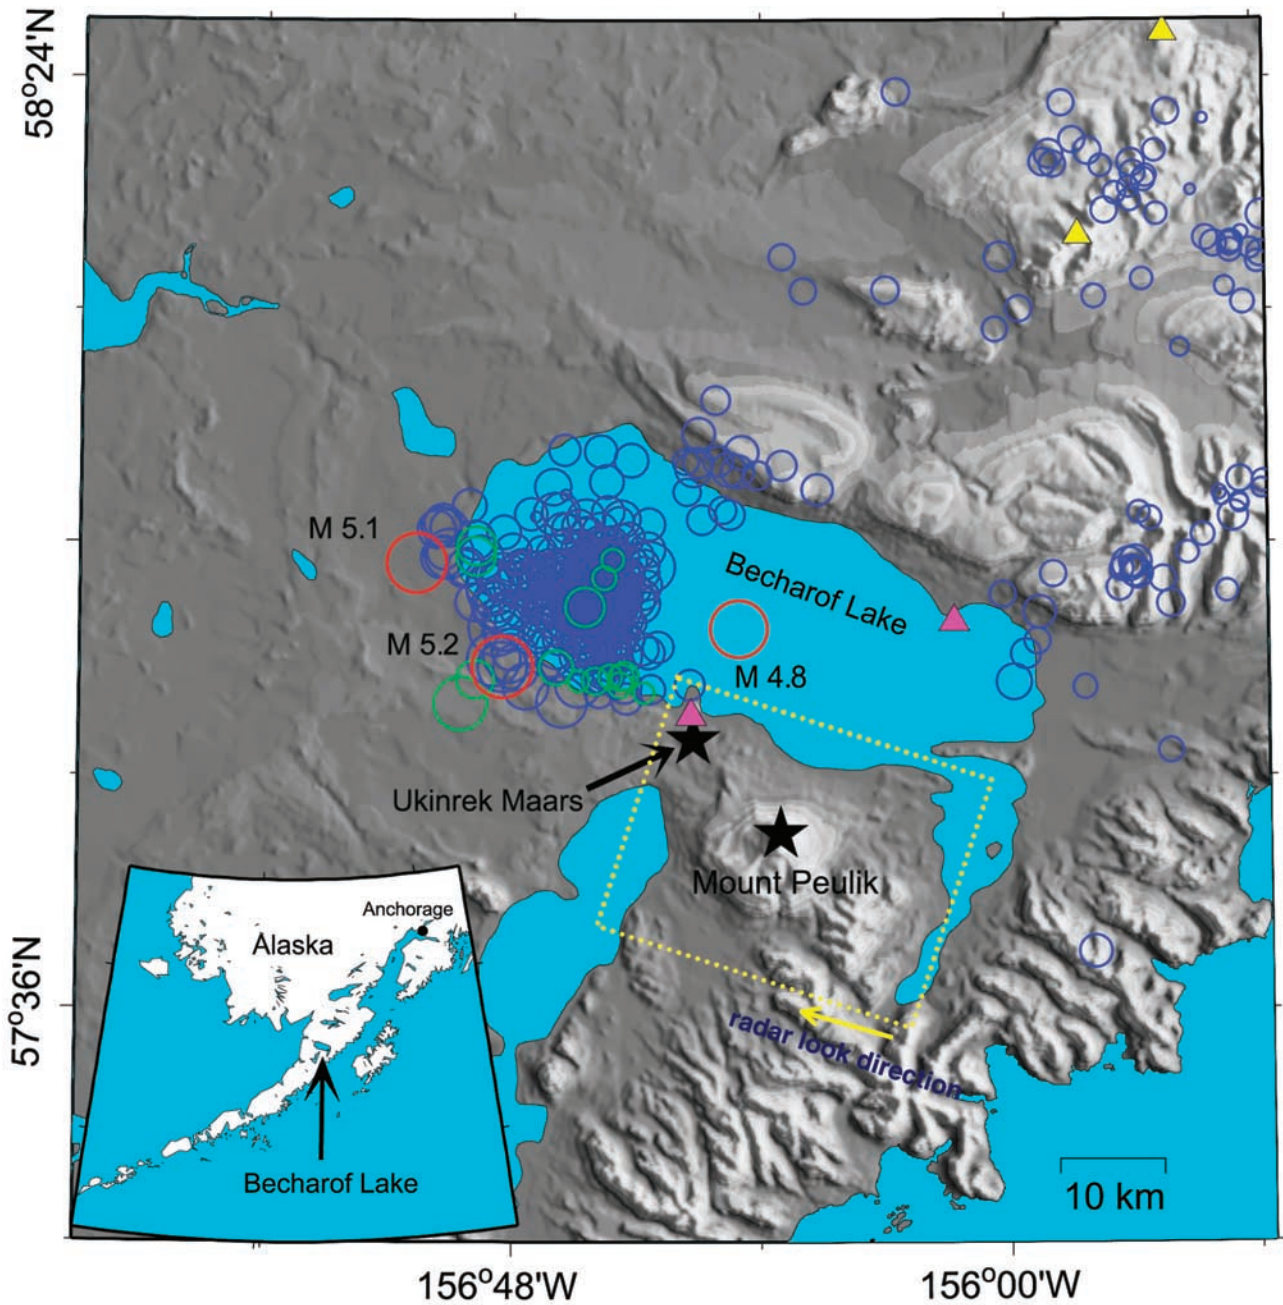 58°24'N
M 5.1
Becharof Lake
M 5.2
M 4.8
Ukinrek Maars
Mount Peulik
Anchorage
Alaska
57°36'N
radar look direction
Becharof Lake
10 km
156°48'W
156°00'W